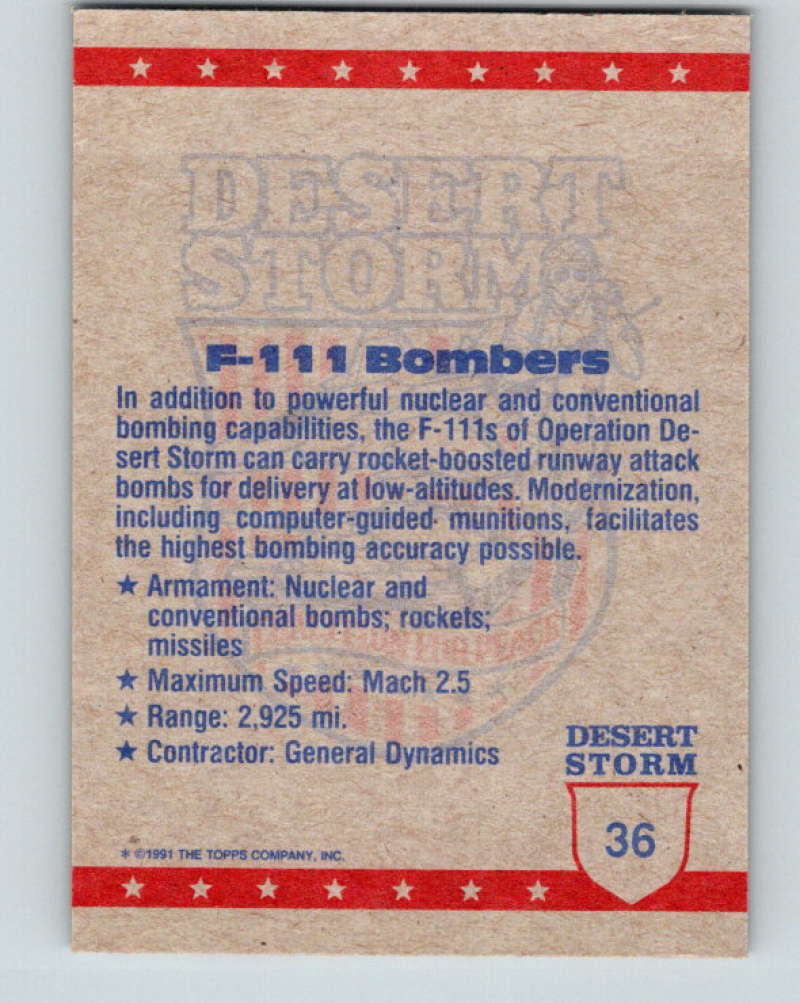 DESERT
STORM
F-111 Bombers
In addition to powerful nuclear and conventional
bombing capabilities, the F-111s of Operation De-
sert Storm can carry rocket-boosted runway attack
bombs for delivery at low-altitudes. Modernization,
including computer-guided munitions, facilitates
the highest bombing accuracy possible.
★ Armament: Nuclear and
conventional bombs; rockets;
missiles
★ Maximum Speed: Mach 2.5
★ Range: 2,925 mi.
★ Contractor: General Dynamics
DESERT
STORM
36
* ©1991 THE TOPPS COMPANY, INC.